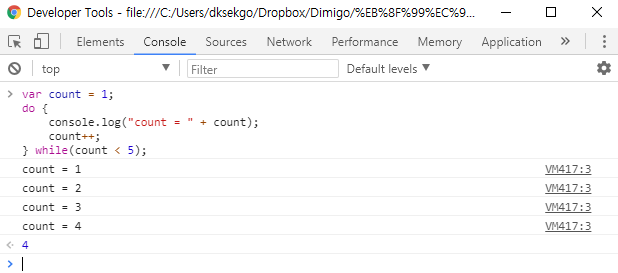 Developer Tools - file:///C:/Users/dksekgo/Dropbox/Dimigo/%EB%8F%99%EC%9...
Elements Console Sources Network Performance Memory Application »
top Filter Default levels ▼
> var count = 1;
do {
    console.log("count = " + count);
    count++;
} while(count < 5);
count = 1 VM417:3
count = 2 VM417:3
count = 3 VM417:3
count = 4 VM417:3
4
>